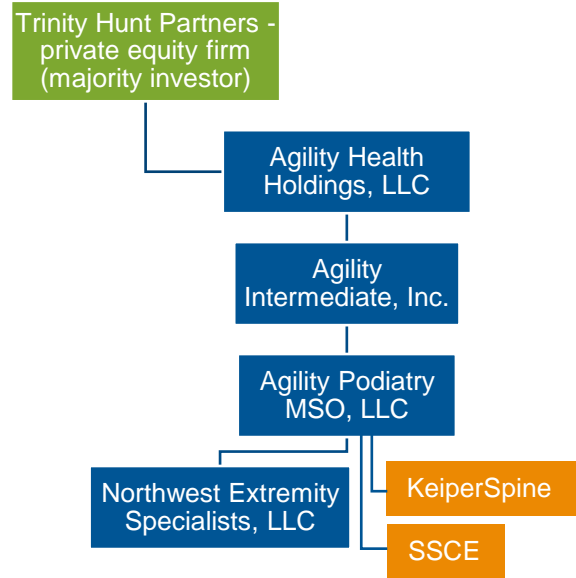 Trinity Hunt Partners -
private equity firm
(majority investor)
Agility Health
Holdings, LLC
Agility
Intermediate, Inc.
Agility Podiatry
MSO, LLC
Northwest Extremity
Specialists, LLC
KeiperSpine
SSCE